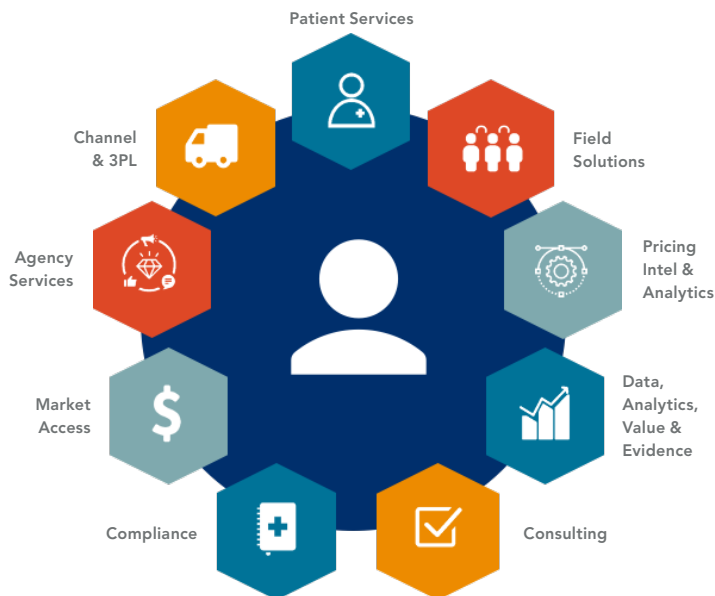 Patient Services
Channel
& 3PL
Field
Solutions
Agency
Services
Pricing
Intel &
Analytics
Market
Access
$
Data,
Analytics,
Value &
Evidence
Compliance
Consulting